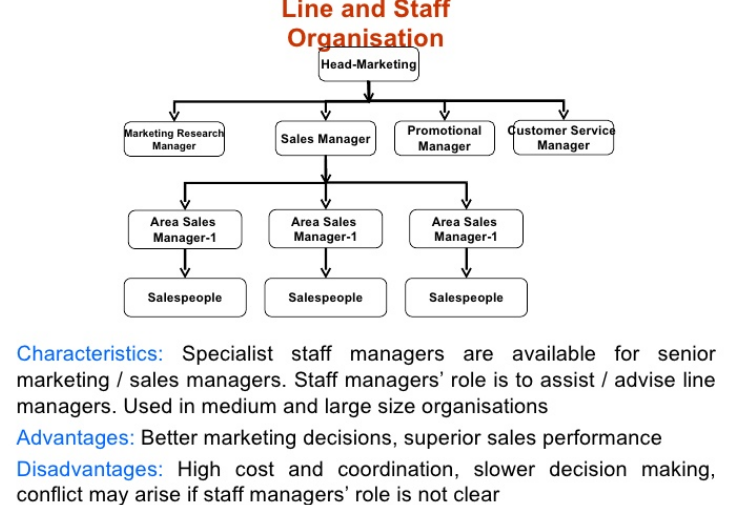 Line and Staff
Organisation
Head-Marketing
Marketing Research
Manager
Sales Manager
Promotional
Manager
Customer Service
Manager
Area Sales
Manager-1
Area Sales
Manager-1
Area Sales
Manager-1
Salespeople
Salespeople
Salespeople
Characteristics: Specialist staff managers are available for senior
marketing / sales managers. Staff managers’ role is to assist / advise line
managers. Used in medium and large size organisations
Advantages: Better marketing decisions, superior sales performance
Disadvantages: High cost and coordination, slower decision making,
conflict may arise if staff managers’ role is not clear